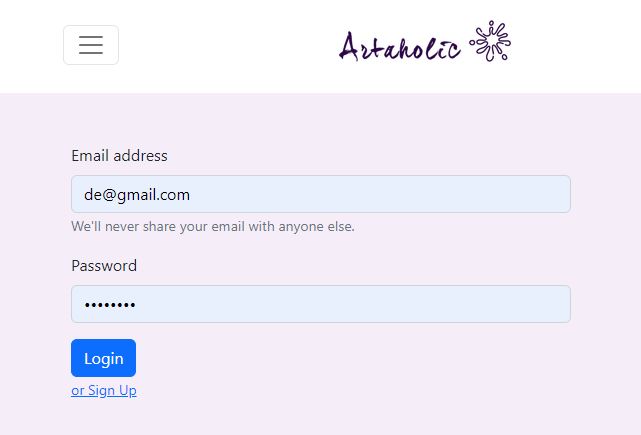 Artaholic
Email address
de@gmail.com
We'll never share your email with anyone else.
Password
••••••••
Login
or Sign Up